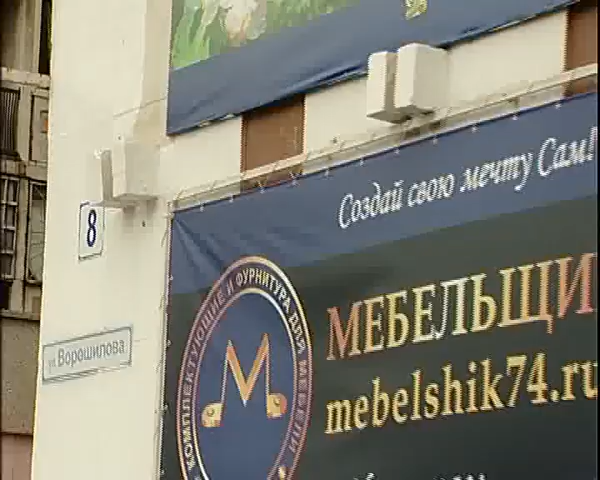 8
ул. Ворошилова
Создай свою мечту Сам!
КОМПЛЕКТУЮЩИЕ И ФУРНИТУРА ДЛЯ МЕБЕЛИ
М
МЕБЕЛЬЩИ
mebelshik74.ru